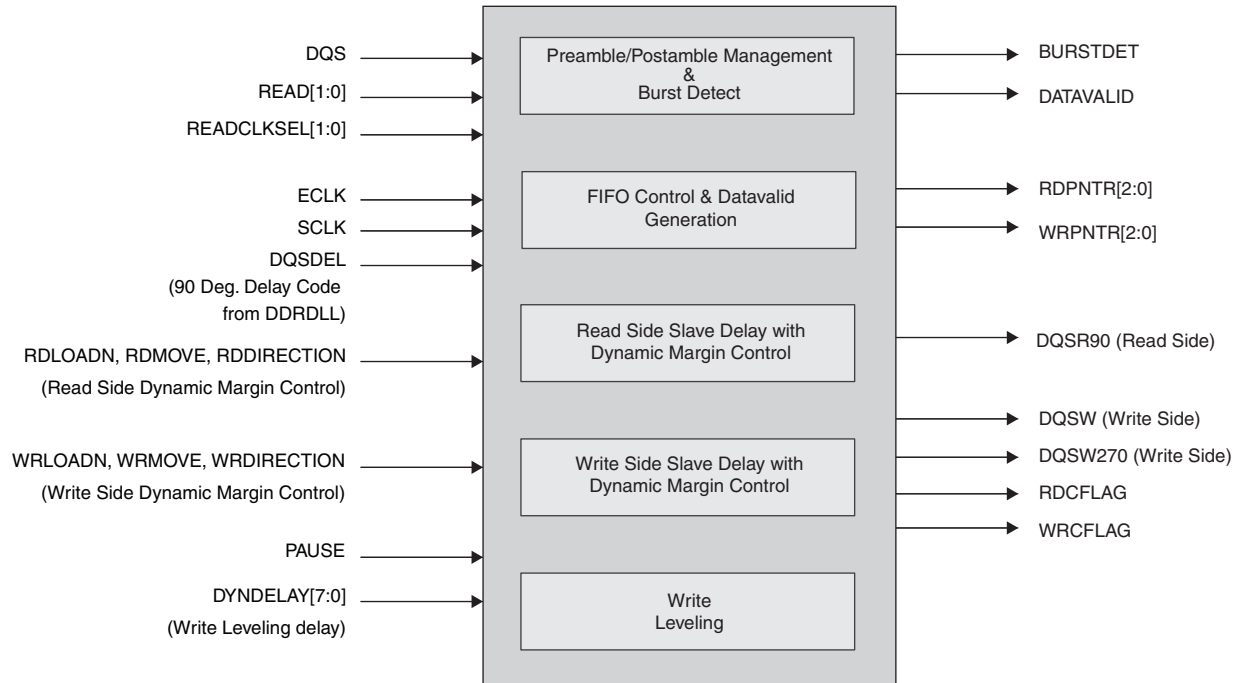 DQS
READ[1:0]
READCLKSEL[1:0]
ECLK
SCLK
DQSDEL
(90 Deg. Delay Code
from DDRDLL)
RDLOADN, RDMOVE, RDDIRECTION
(Read Side Dynamic Margin Control)
WRLOADN, WRMOVE, WRDIRECTION
(Write Side Dynamic Margin Control)
PAUSE
DYNDELAY[7:0]
(Write Leveling delay)
Preamble/Postamble Management
&
Burst Detect
FIFO Control & Datavalid
Generation
Read Side Slave Delay with
Dynamic Margin Control
Write Side Slave Delay with
Dynamic Margin Control
Write
Leveling
BURSTDET
DATAVALID
RDPNTR[2:0]
WRPNTR[2:0]
DQSR90 (Read Side)
DQSW (Write Side)
DQSW270 (Write Side)
RDCFLAG
WRCFLAG